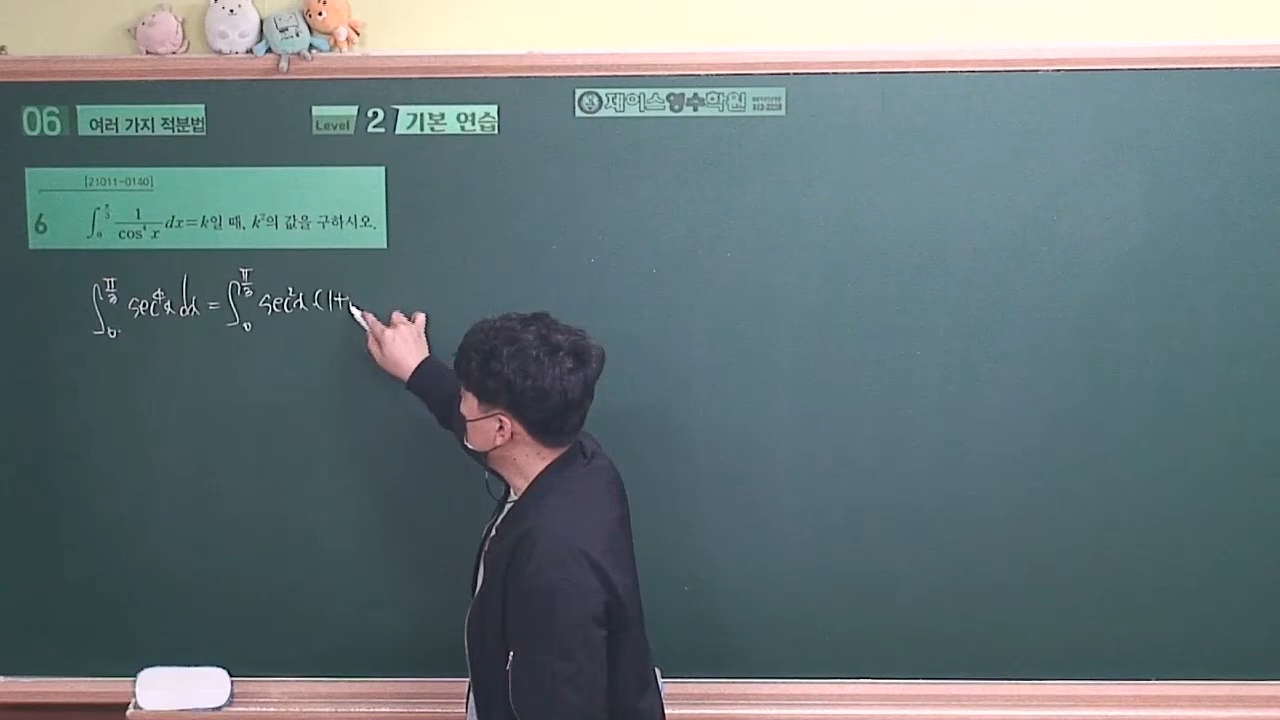 06 여러 가지 적분법
Level 2 기본 연습
제이스영수학원
[21011-0140]
6 ∫₀^{π/3} 1/cos⁴x dx=k일 때, k²의 값을 구하시오.
∫₀^{π/3} sec⁴x dx = ∫₀^{π/3} sec²x (1+